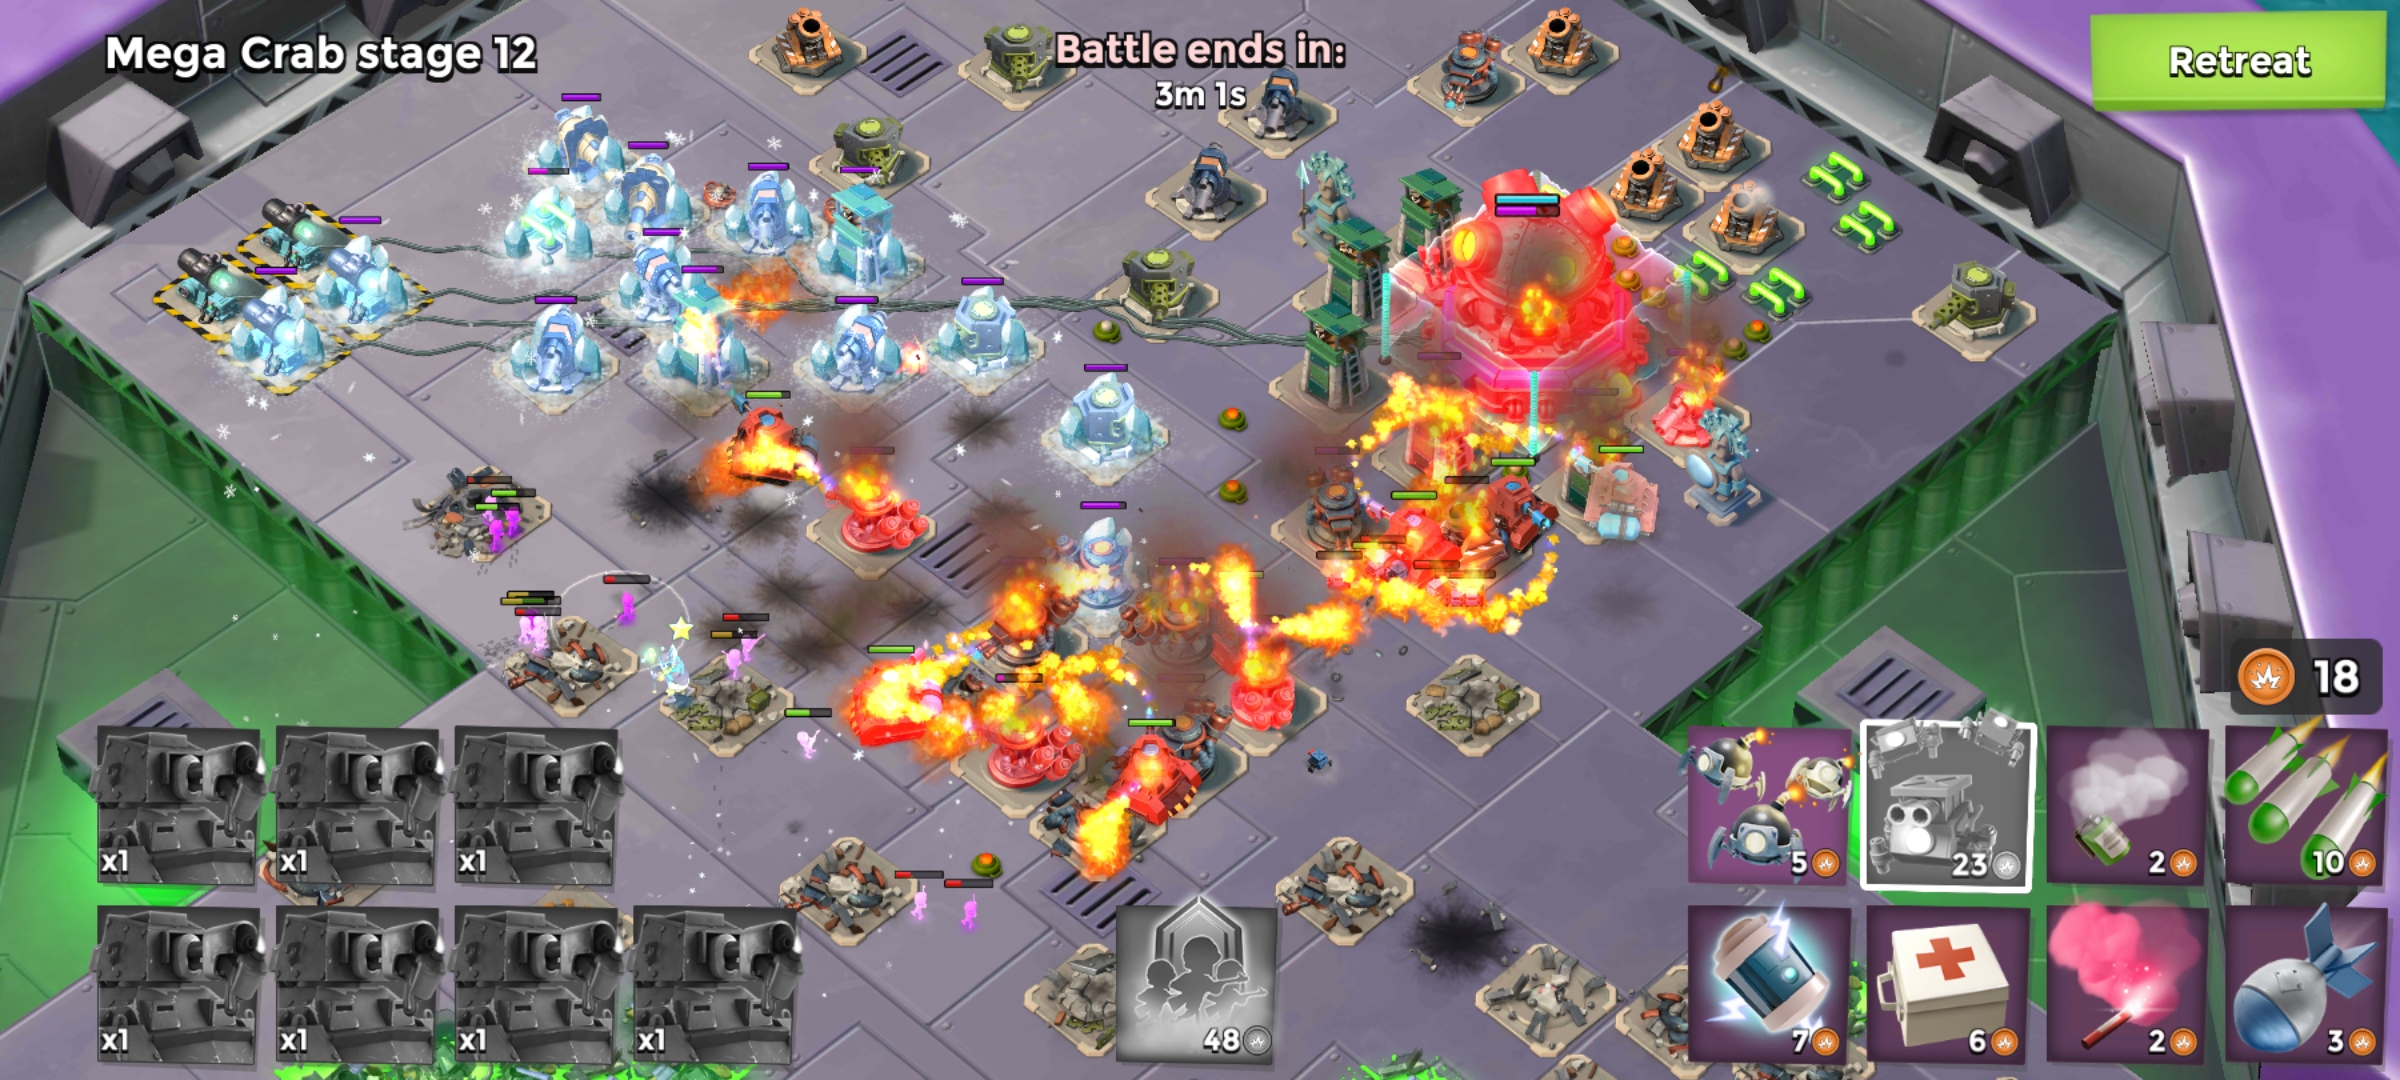 Mega Crab stage 12
Battle ends in:
3m 1s
Retreat
18
x1
x1
x1
5
23
2
10
x1
x1
x1
x1
48
7
6
2
3